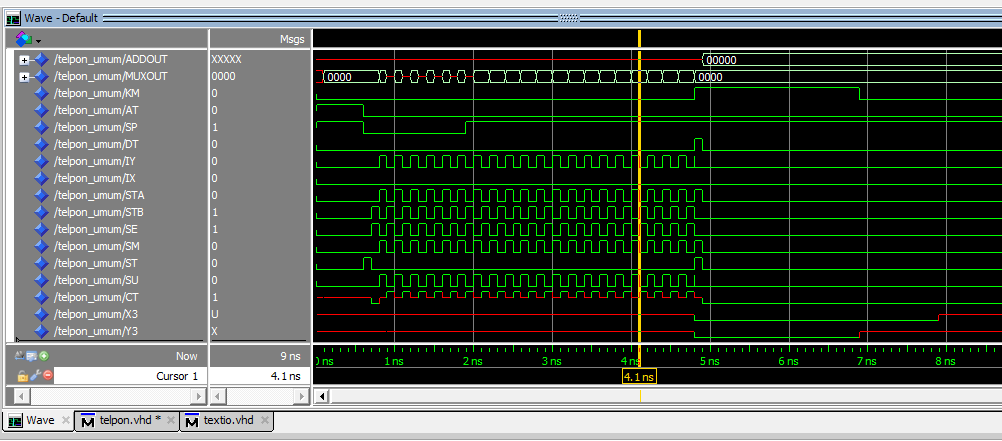 Wave - Default
Msgs
/telpon_umum/ADDOUT XXXXX 00000
/telpon_umum/MUXOUT 0000 0000 0000
/telpon_umum/KM 0
/telpon_umum/AT 0
/telpon_umum/SP 1
/telpon_umum/DT 0
/telpon_umum/IY 0
/telpon_umum/IX 0
/telpon_umum/STA 0
/telpon_umum/STB 1
/telpon_umum/SE 1
/telpon_umum/SM 0
/telpon_umum/ST 0
/telpon_umum/SU 0
/telpon_umum/CT 1
/telpon_umum/X3 U
/telpon_umum/Y3 X
Now 9 ns 0 ns 1 ns 2 ns 3 ns 4 ns 5 ns 6 ns 7 ns 8 ns
Cursor 1 4.1 ns 4.1 ns
Wave telpon.vhd * textio.vhd